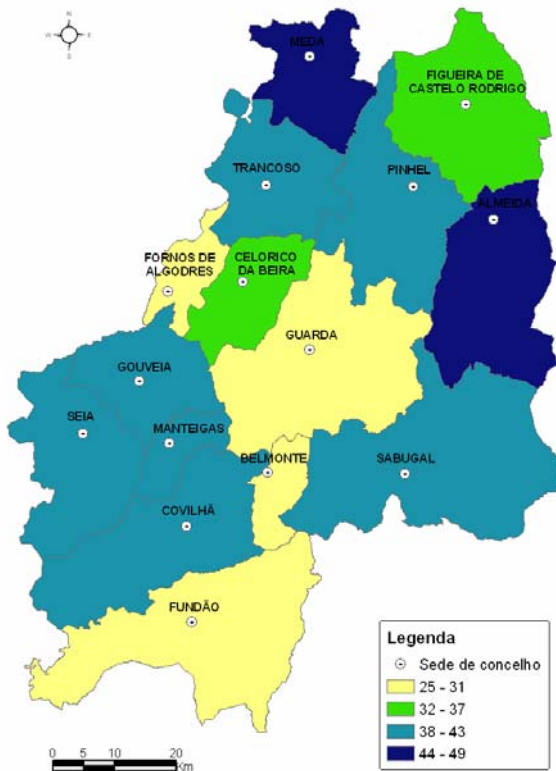 N
W E
S
MEDA
FIGUEIRA DE
CASTELO RODRIGO
TRANCOSO
PINHEL
ALMEIDA
FORNOS DE
ALGODRES
CELORICO
DA BEIRA
GUARDA
GOUVEIA
SEIA
MANTEIGAS
BELMONTE
SABUGAL
COVILHÃ
FUNDÃO
Legenda
Sede de concelho
25 - 31
32 - 37
38 - 43
44 - 49
0 5 10 20
Km